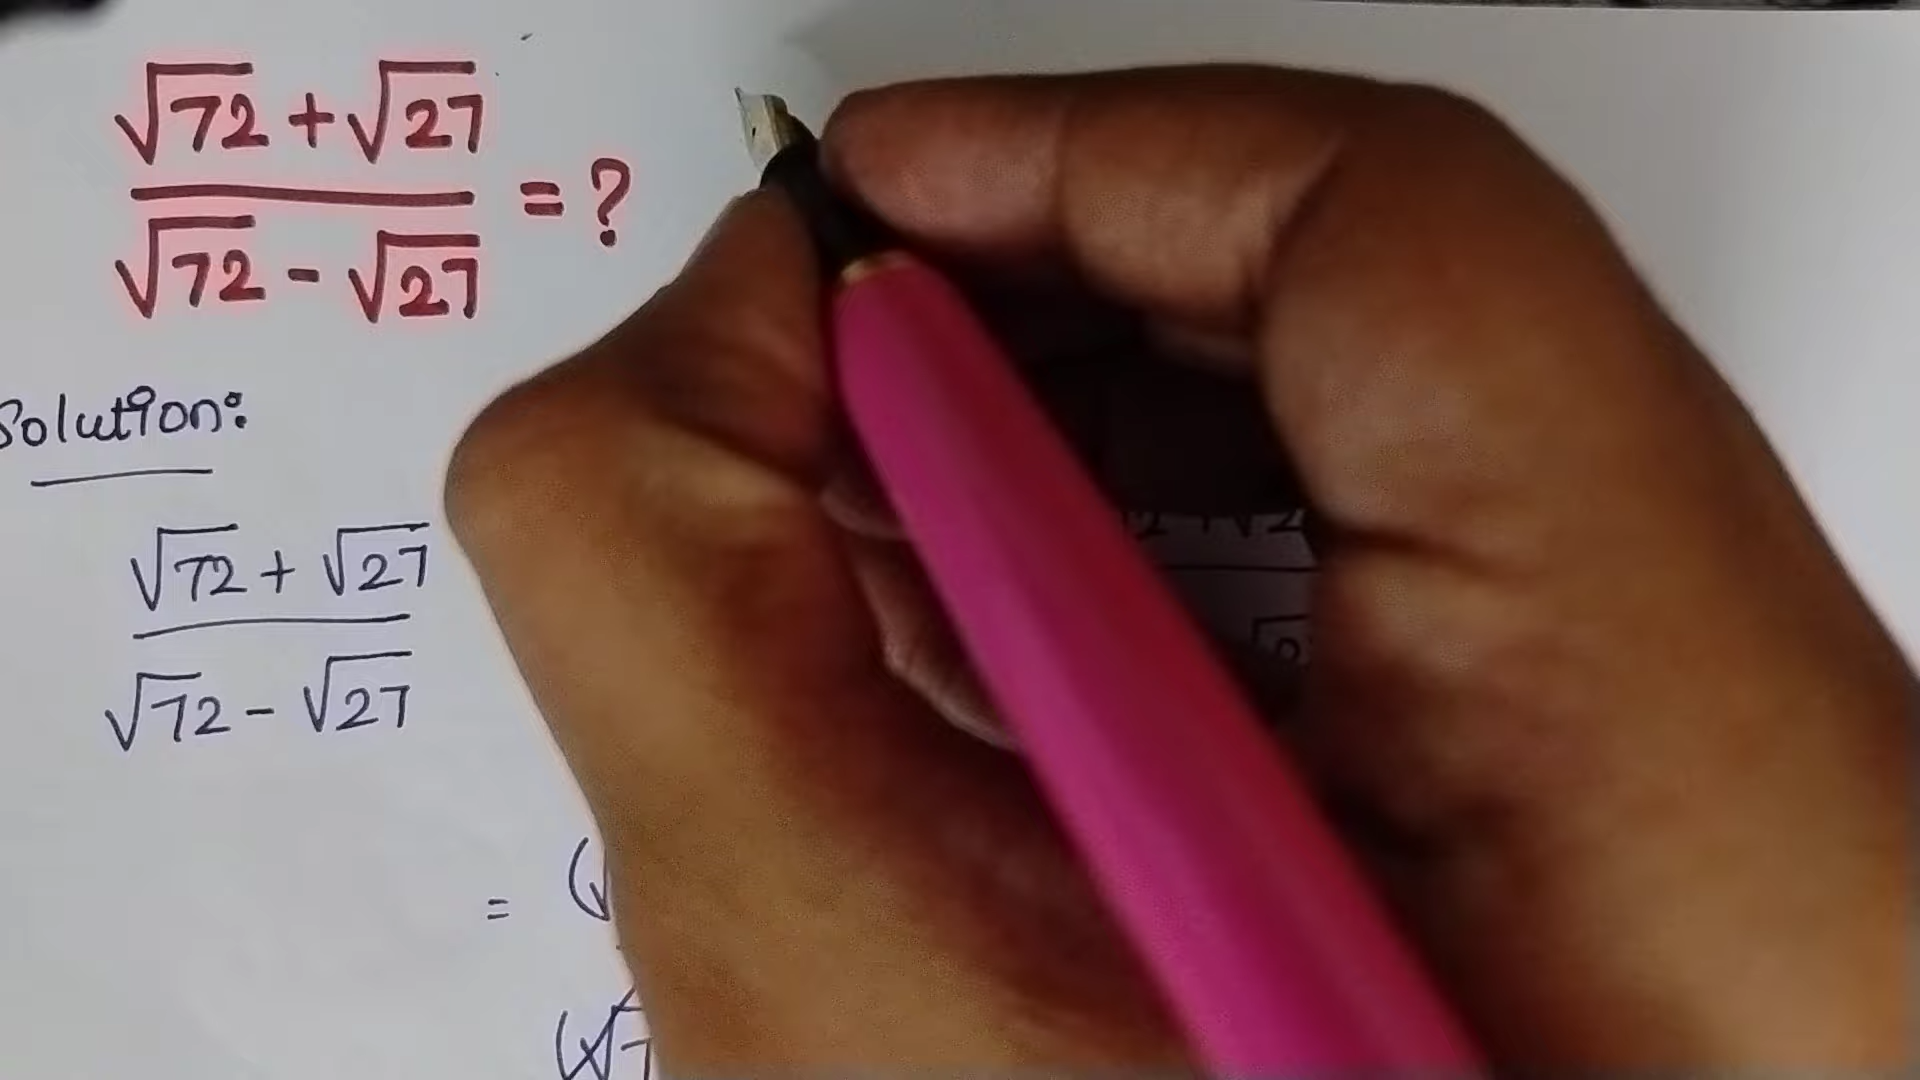 √72 + √27
= ?
√72 - √27
Solution:
√72 + √27
√72 - √27
=